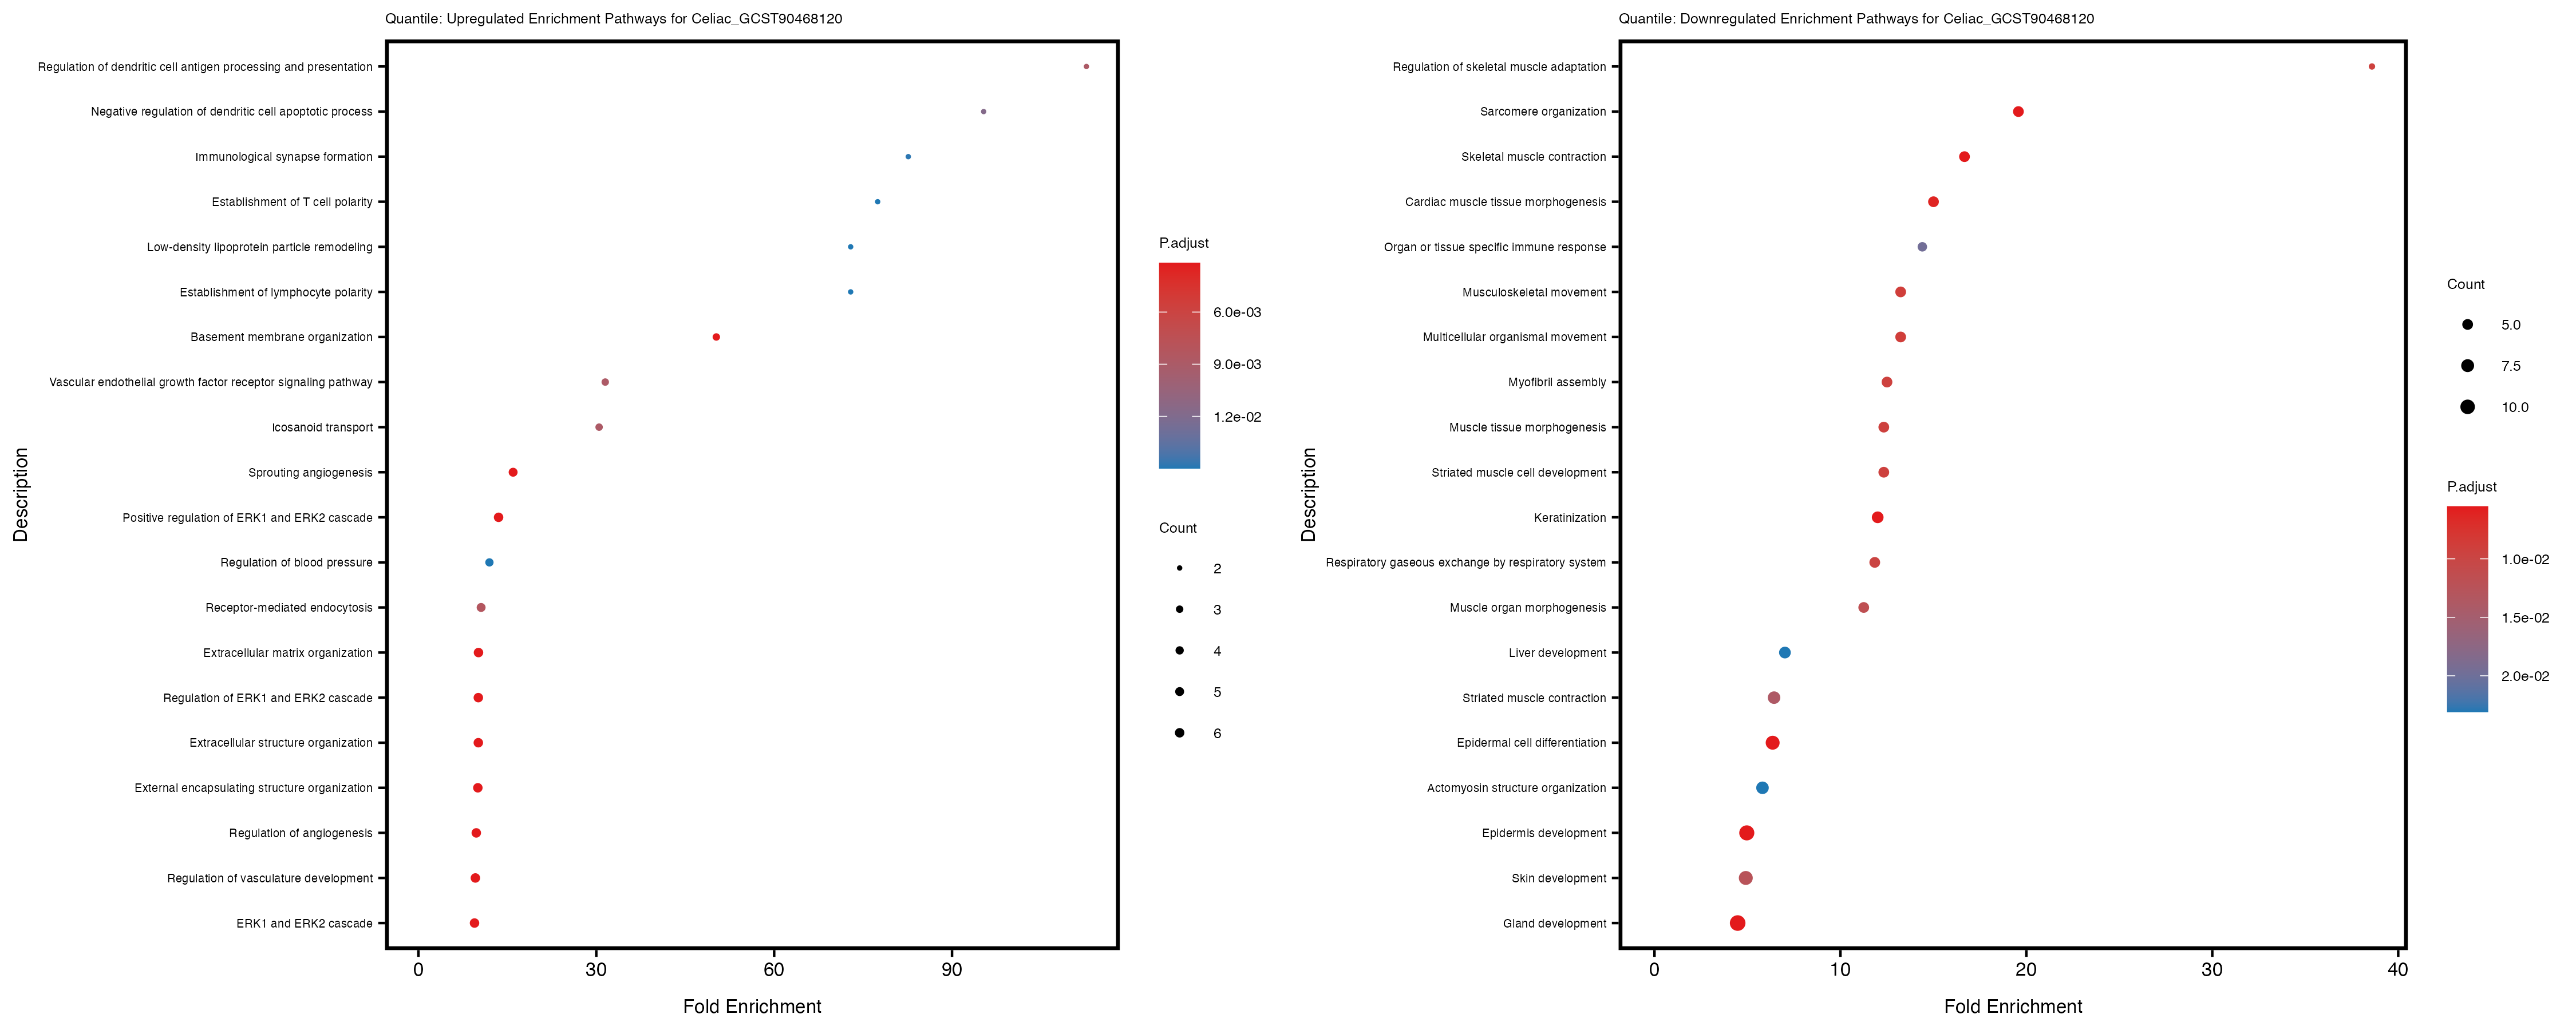 Quantile: Upregulated Enrichment Pathways for Celiac_GCST90468120
Description
Regulation of dendritic cell antigen processing and presentation
Negative regulation of dendritic cell apoptotic process
Immunological synapse formation
Establishment of T cell polarity
Low-density lipoprotein particle remodeling
Establishment of lymphocyte polarity
Basement membrane organization
Vascular endothelial growth factor receptor signaling pathway
Icosanoid transport
Sprouting angiogenesis
Positive regulation of ERK1 and ERK2 cascade
Regulation of blood pressure
Receptor-mediated endocytosis
Extracellular matrix organization
Regulation of ERK1 and ERK2 cascade
Extracellular structure organization
External encapsulating structure organization
Regulation of angiogenesis
Regulation of vasculature development
ERK1 and ERK2 cascade
0 30 60 90
Fold Enrichment
P.adjust
6.0e-03
9.0e-03
1.2e-02
Count
2
3
4
5
6
Quantile: Downregulated Enrichment Pathways for Celiac_GCST90468120
Description
Regulation of skeletal muscle adaptation
Sarcomere organization
Skeletal muscle contraction
Cardiac muscle tissue morphogenesis
Organ or tissue specific immune response
Musculoskeletal movement
Multicellular organismal movement
Myofibril assembly
Muscle tissue morphogenesis
Striated muscle cell development
Keratinization
Respiratory gaseous exchange by respiratory system
Muscle organ morphogenesis
Liver development
Striated muscle contraction
Epidermal cell differentiation
Actomyosin structure organization
Epidermis development
Skin development
Gland development
0 10 20 30 40
Fold Enrichment
Count
5.0
7.5
10.0
P.adjust
1.0e-02
1.5e-02
2.0e-02